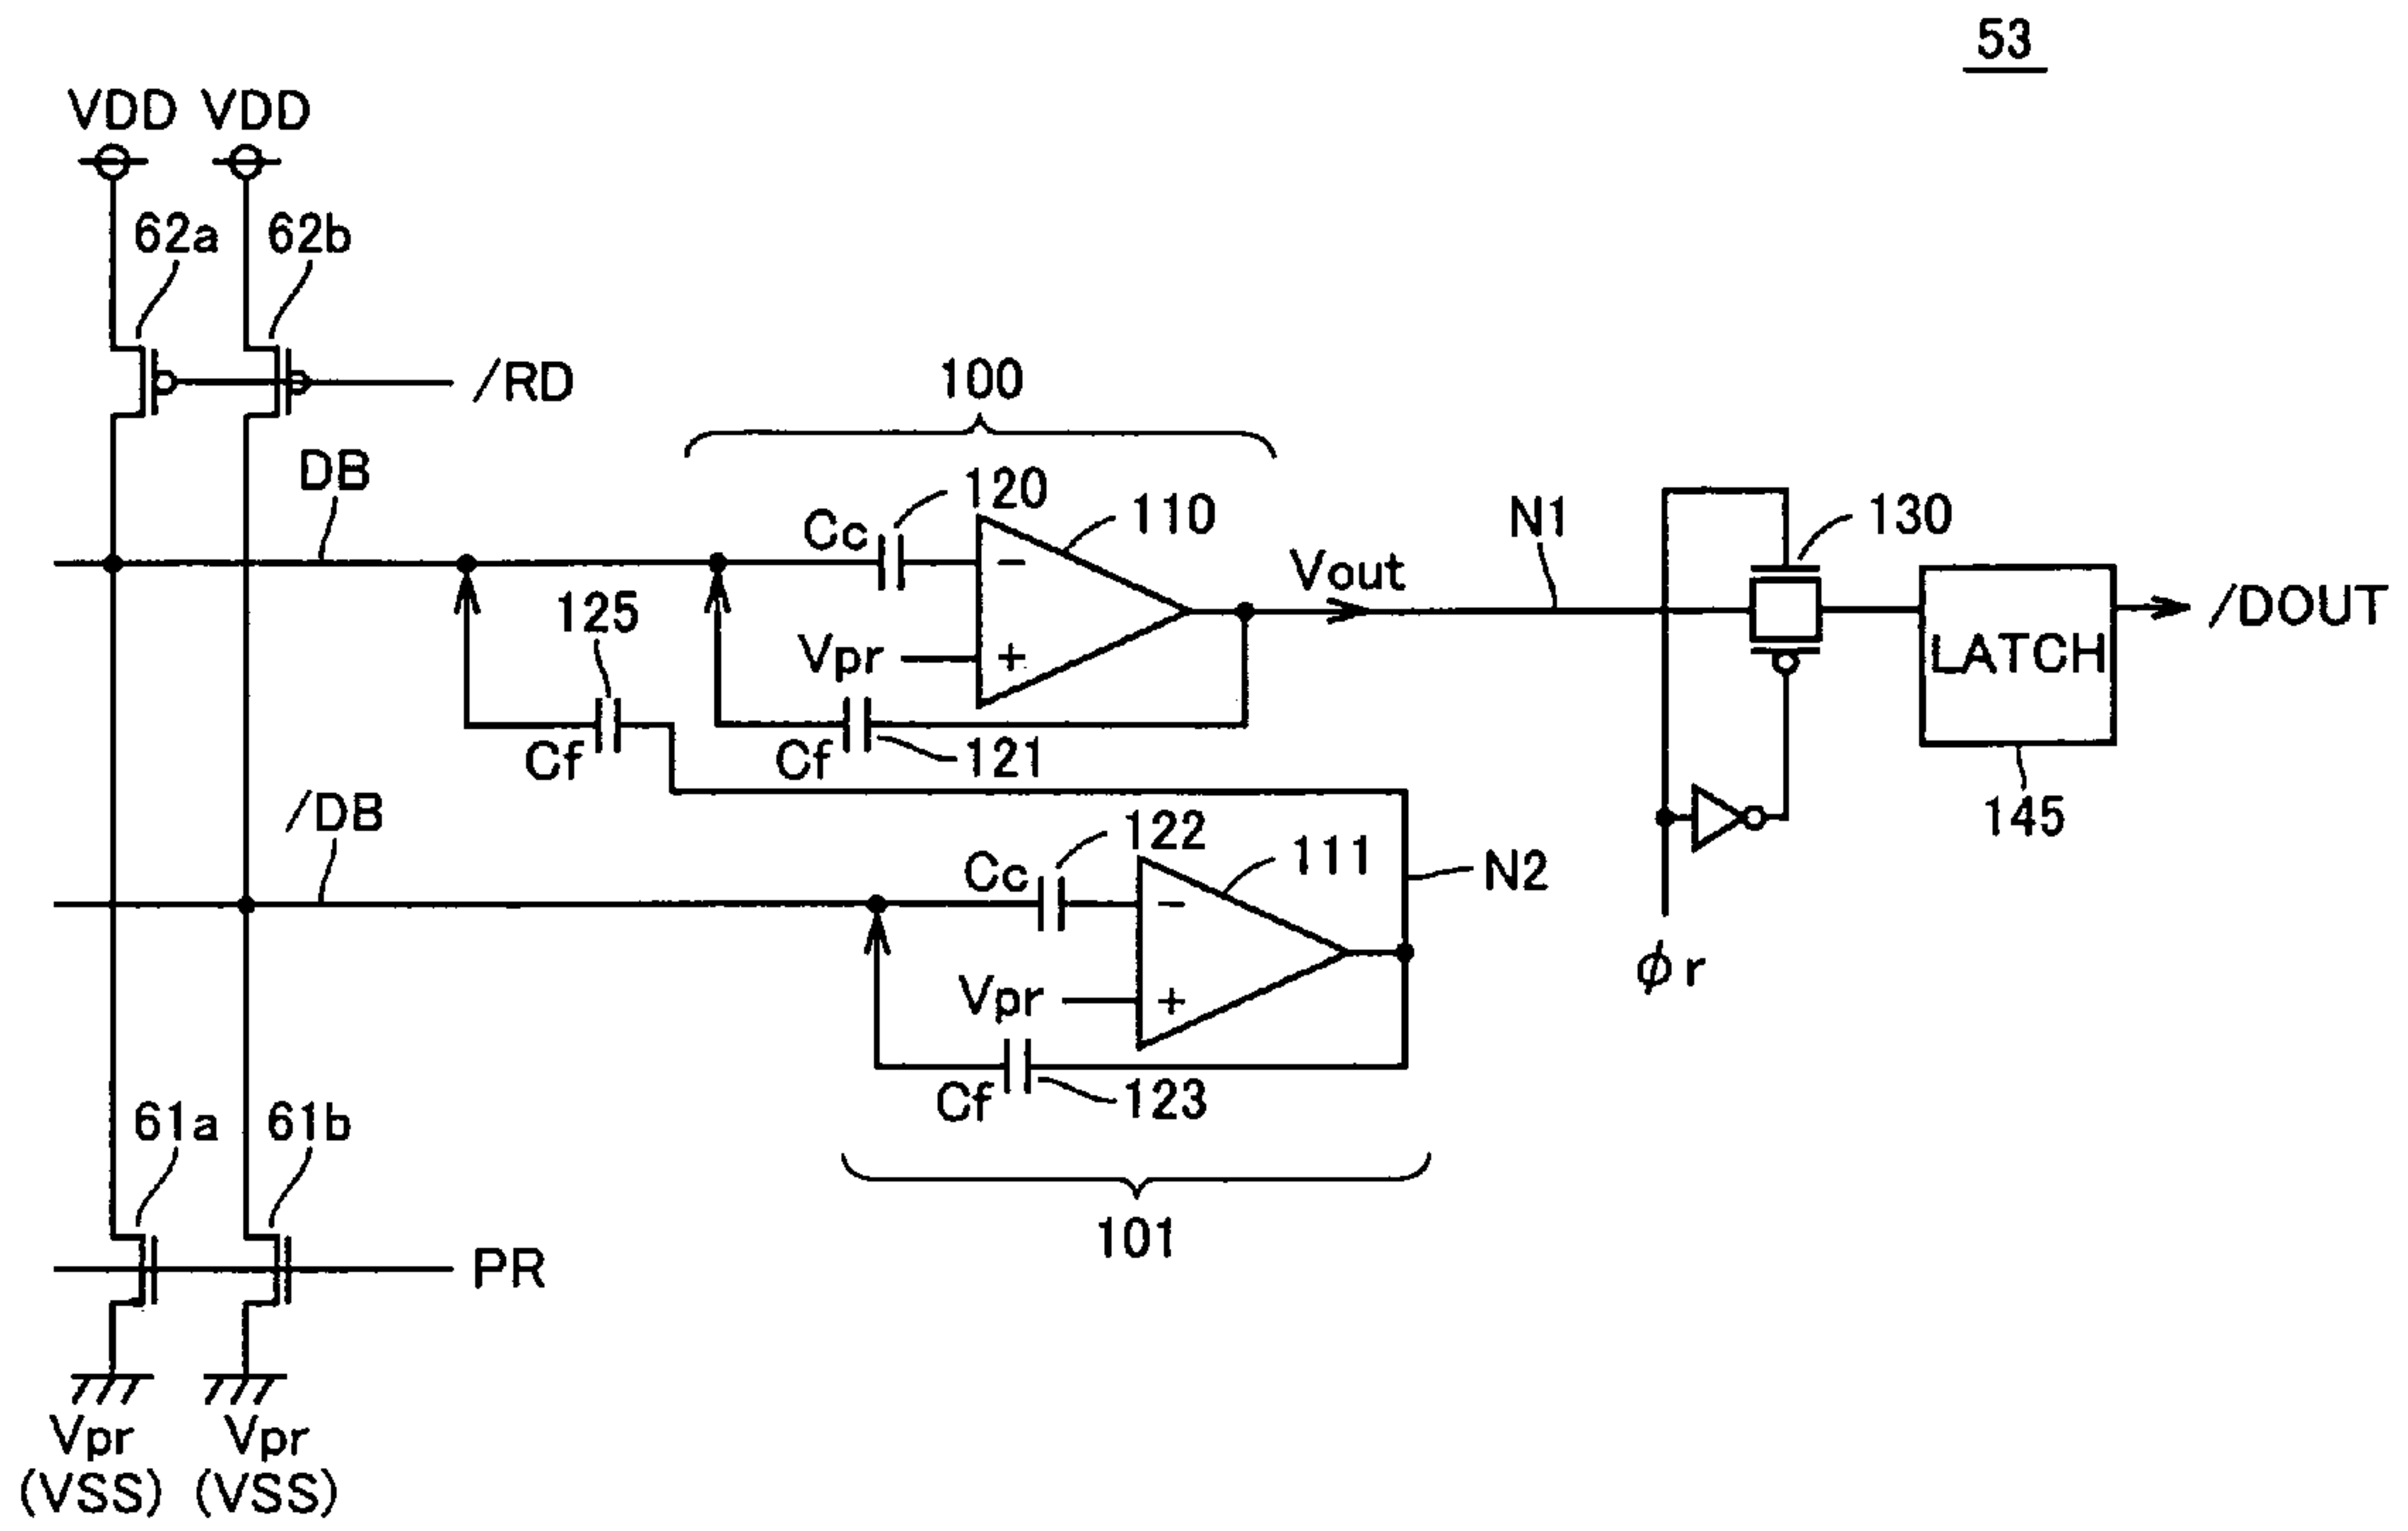 53
VDD VDD
62a 62b
/RD
100
DB
Cc 120
110
N1
130
Vout
125
Vpr
- +
/DOUT
LATCH
Cf
Cf 121
/DB
145
Cc 122
111
N2
- +
Vpr
φr
Cf 123
61a 61b
101
PR
Vpr Vpr
(VSS) (VSS)